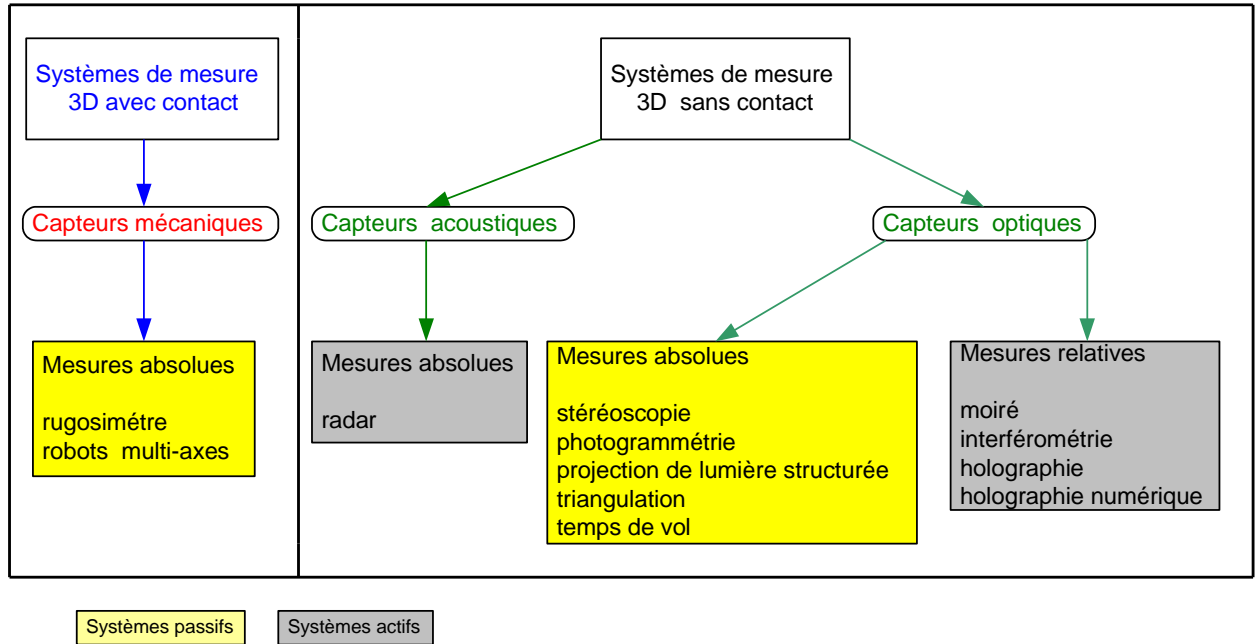 Systèmes de mesure
3D avec contact
Capteurs mécaniques
Mesures absolues
rugosimétre
robots multi-axes
Systèmes de mesure
3D sans contact
Capteurs acoustiques
Mesures absolues
radar
Capteurs optiques
Mesures absolues
stéréoscopie
photogrammétrie
projection de lumière structurée
triangulation
temps de vol
Mesures relatives
moiré
interférométrie
holographie
holographie numérique
Systèmes passifs
Systèmes actifs